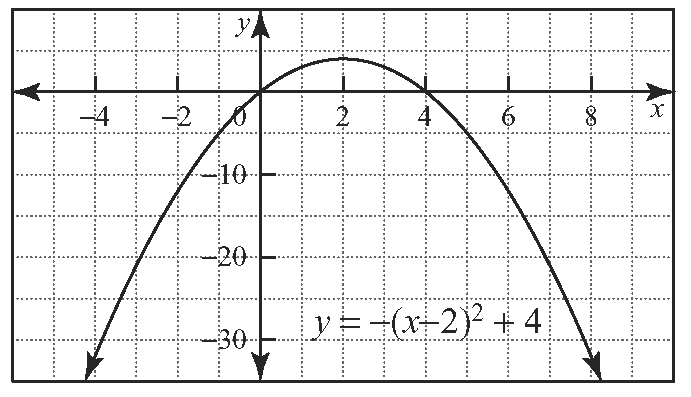 y
x
–4 –2 0 2 4 6 8
–10
–20
y = –(x–2)² + 4
–30